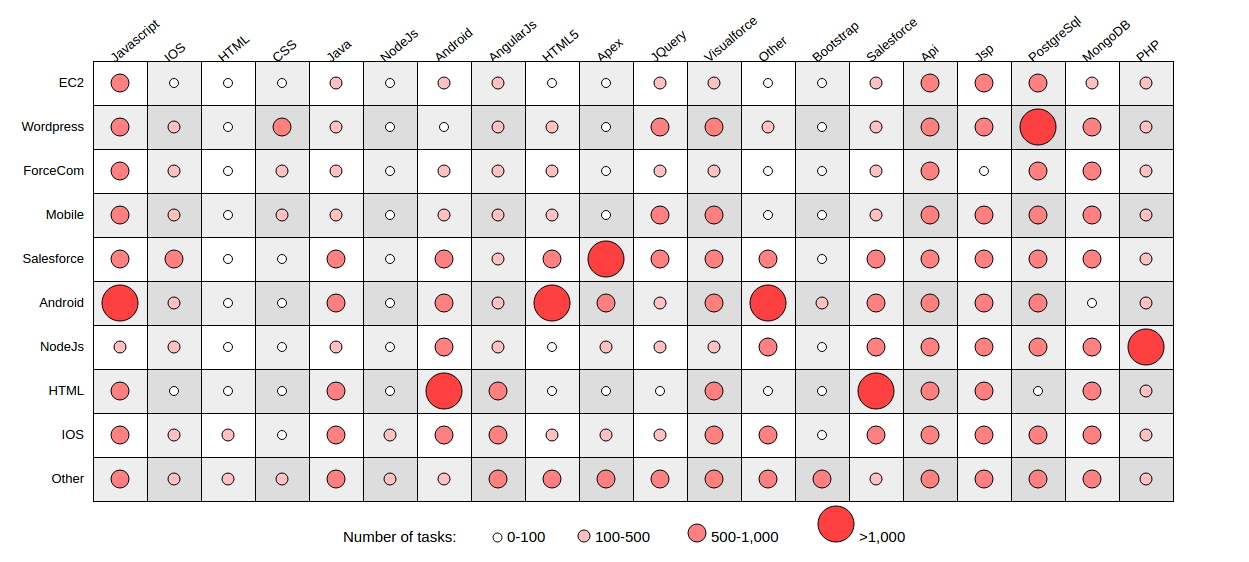 Javascript IOS HTML CSS Java NodeJs Android AngularJs HTML5 Apex JQuery Visualforce Other Bootstrap Salesforce Api Jsp PostgreSql MongoDB PHP
EC2
Wordpress
ForceCom
Mobile
Salesforce
Android
NodeJs
HTML
IOS
Other
Number of tasks: 0-100 100-500 500-1,000 >1,000